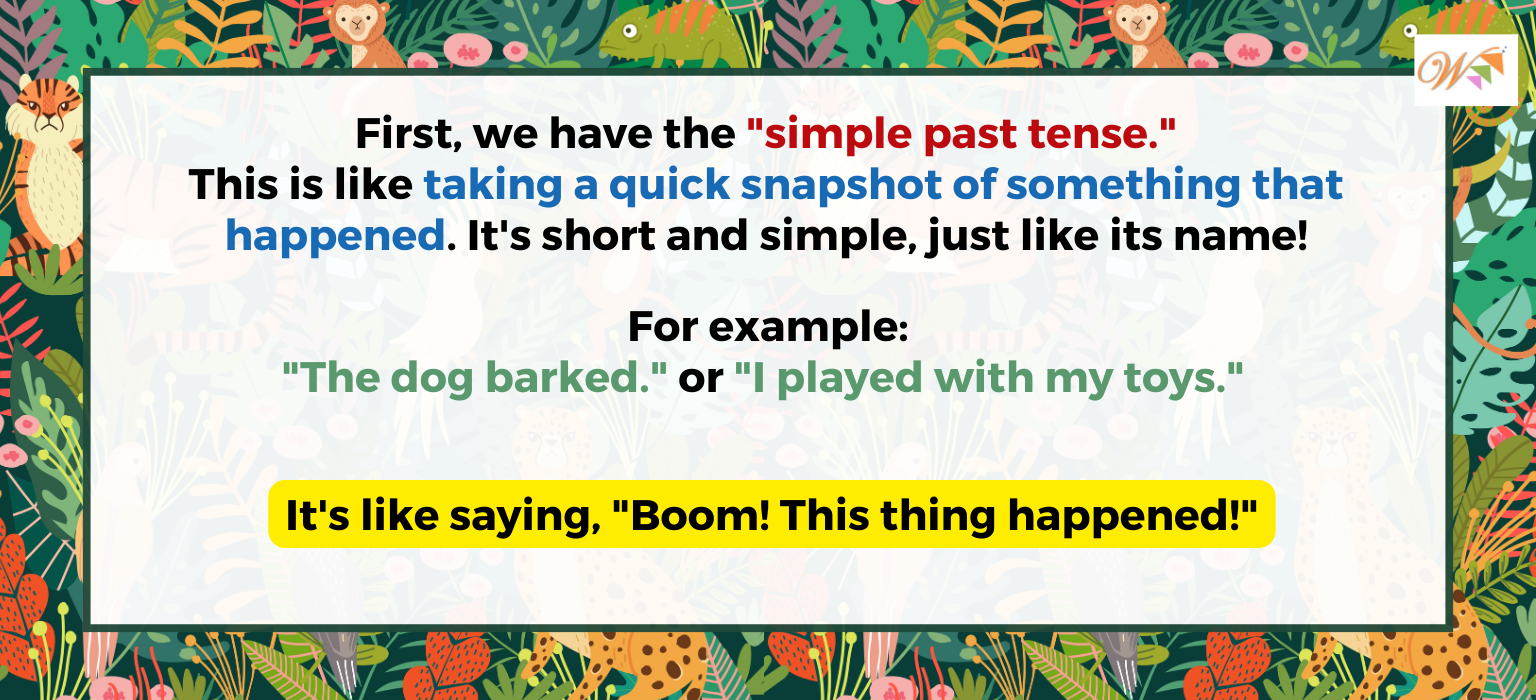 First, we have the "simple past tense."
This is like taking a quick snapshot of something that
happened. It's short and simple, just like its name!
For example:
"The dog barked." or "I played with my toys."
It's like saying, "Boom! This thing happened!"
W